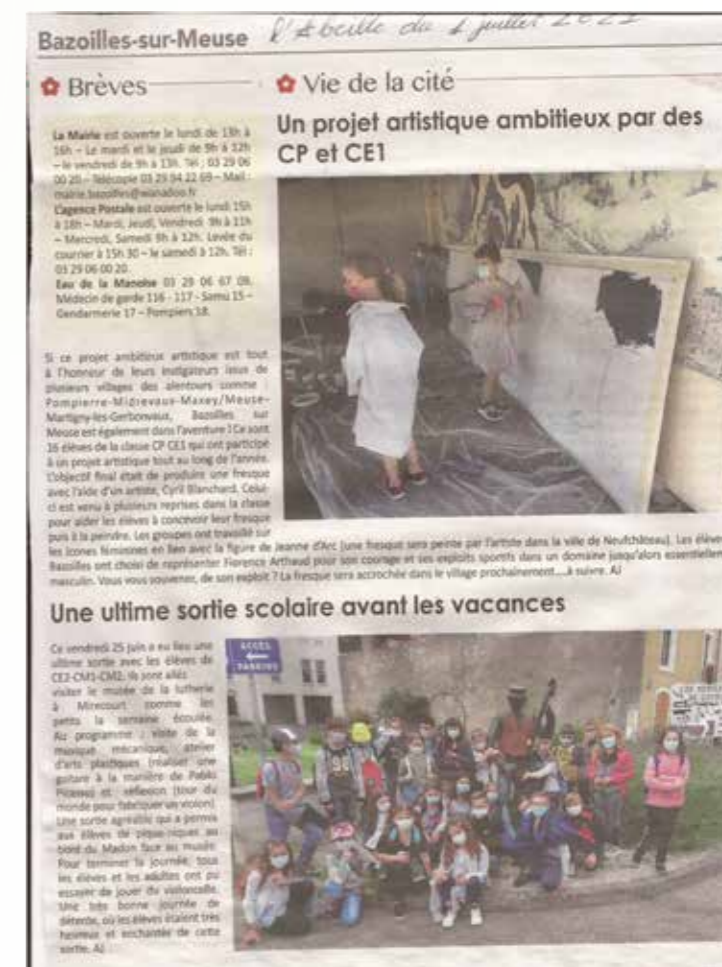 Bazoilles-sur-Meuse
l'Abeille du 1 juillet 2021
Brèves
La Mairie est ouverte le lundi de 13h à
16h – Le mardi et le jeudi de 9h à 12h
– le vendredi de 9h à 13h. Tél : 03 29 06
00 20 – Télécopie 03 29 94 22 69 – Mail :
mairie.bazoilles@wanadoo.fr
L'agence Postale est ouverte le lundi 15h
à 18h – Mardi, Jeudi, Vendredi 9h à 11h
– Mercredi, Samedi 9h à 12h. Levée du
courrier à 15h 30 – le samedi à 12h. Tél :
03 29 06 00 20
Eau de la Manoise 03 29 06 67 08.
Médecin de garde 116 - 117 - Samu 15 –
Gendarmerie 17 – Pompiers 18.
Vie de la cité
Un projet artistique ambitieux par des
CP et CE1
Si ce projet ambitieux artistique est tout
à l'honneur de leurs instigateurs issus de
plusieurs villages des alentours comme :
Pompierre-Midrevaux-Maxey/Meuse-
Martigny-les-Gerbonvaux, Bazoilles sur
Meuse est également dans l'aventure ! Ce sont
16 élèves de la classe CP CE1 qui ont participé
à un projet artistique tout au long de l'année.
L'objectif final était de produire une fresque
avec l'aide d'un artiste, Cyril Blanchard. Celui-
ci est venu à plusieurs reprises dans la classe
pour aider les élèves à concevoir leur fresque
puis à la peindre. Les groupes ont travaillé sur
les icones féminines en lien avec la figure de Jeanne d'Arc (une fresque sera peinte par l'artiste dans la ville de Neufchâteau). Les élève
Bazoilles ont choisi de représenter Florence Arthaud pour son courage et ses exploits sportifs dans un domaine jusqu'alors essentiellem
masculin. Vous vous souvenez, de son exploit ? La fresque sera accrochée dans le village prochainement....à suivre. AJ
Une ultime sortie scolaire avant les vacances
Ce vendredi 25 juin a eu lieu une
ultime sortie avec les élèves de
CE2-CM1-CM2. Ils sont allés
visiter le musée de la lutherie
à Mirecourt comme les
petits la semaine écoulée.
Au programme : visite de la
musique mécanique, atelier
d'arts plastiques (réaliser une
guitare à la manière de Pablo
Picasso) et réflexion (tour du
monde pour fabriquer un violon).
Une sortie agréable qui a permis
aux élèves de pique-niquer au
bord du Madon face au musée.
Pour terminer la journée, tous
les élèves et les adultes ont pu
essayer de jouer du violoncelle.
Une très bonne journée de
détente, où les élèves étaient très
heureux et enchantés de cette
sortie. AJ
ACCES
PARKING